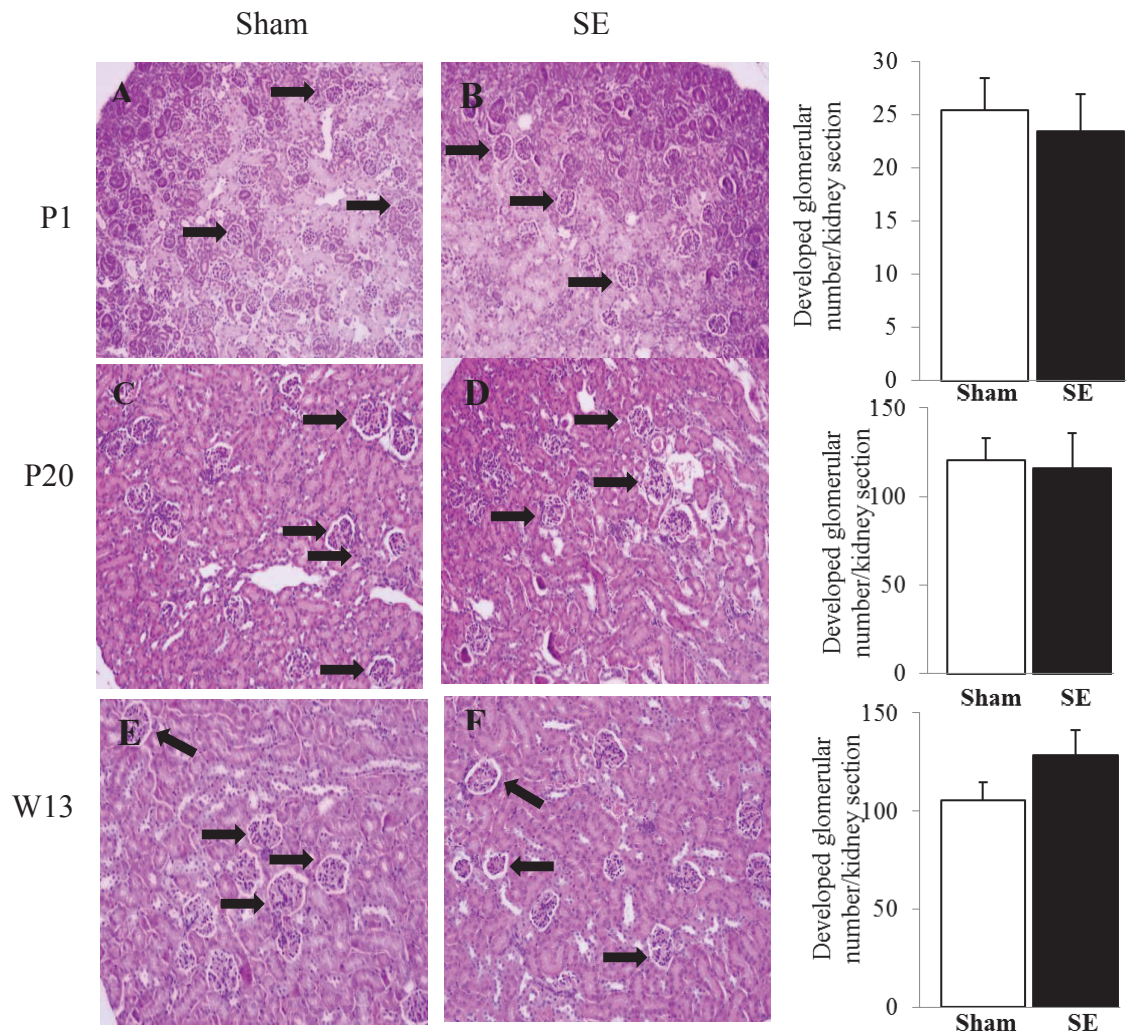 Sham
SE
P1
A
B
Developed glomerular
number/kidney section
30
25
20
15
10
5
0
Sham
SE
P20
C
D
Developed glomerular
number/kidney section
150
100
50
0
Sham
SE
W13
E
F
Developed glomerular
number/kidney section
150
100
50
0
Sham
SE